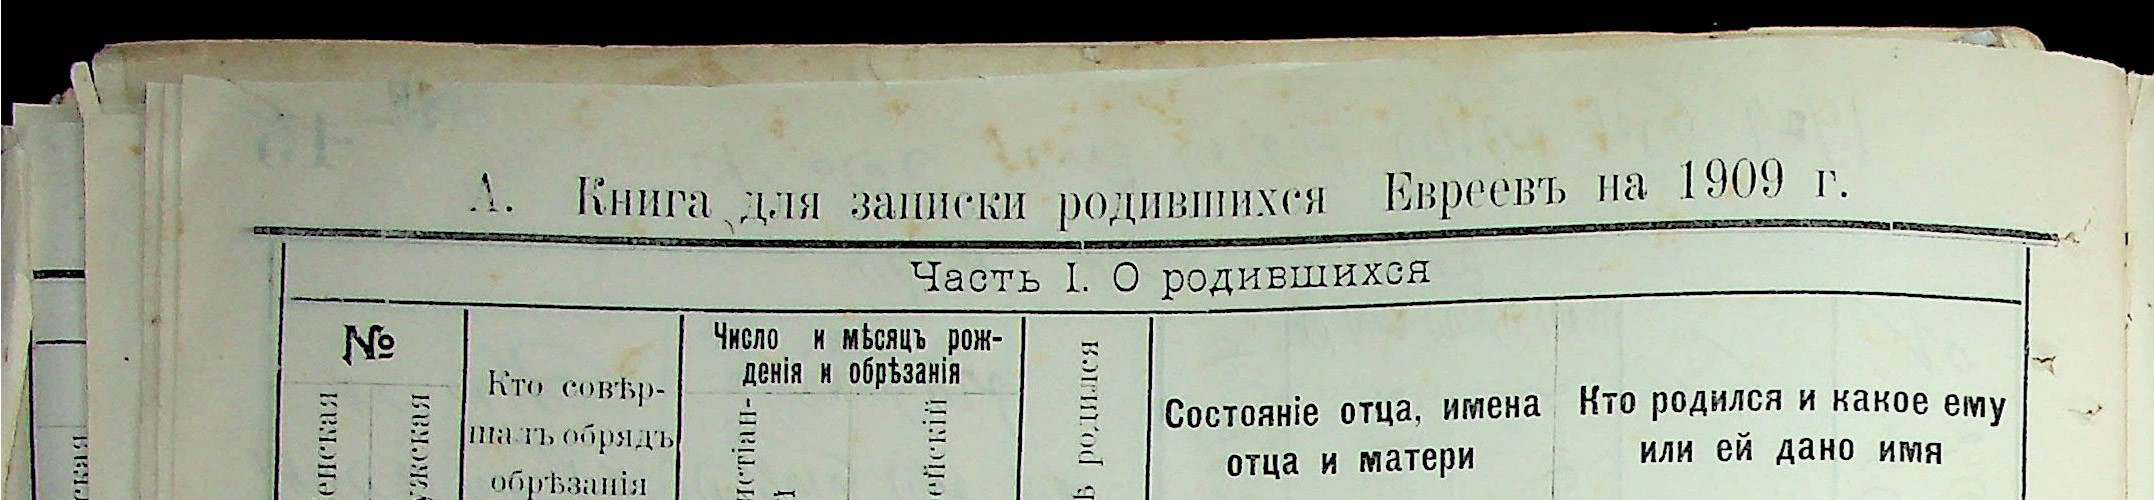 А. Книга для записки родившихся Евреевъ на 1909 г.
Часть I. О родившихся
№
Кто совѣр-
шалъ обрядъ
обрѣзанія
Число и мѣсяцъ рож-
денія и обрѣзанія
родился
Состояніе отца, имена
отца и матери
Кто родился и какое ему
или ей дано имя